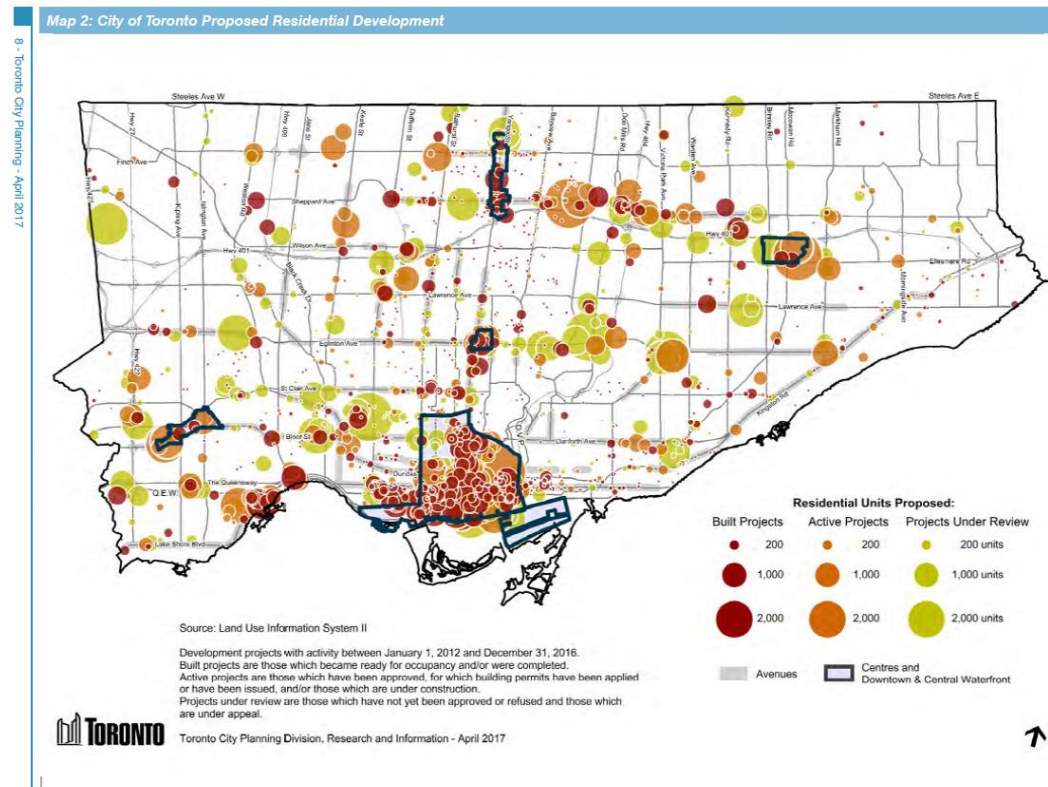 Map 2: City of Toronto Proposed Residential Development
8 - Toronto City Planning - April 2017
Steeles Ave W
Steeles Ave E
Hwy 27
Hwy 400
Jane St
Keele St
Dufferin St
Bathurst St
Yonge St
Bayview Ave
Don Mills Rd
Hwy 404
Victoria Park Ave
Warden Ave
Kennedy Rd
Brimley Rd
Mccowan Rd
Markham Rd
Finch Ave
Hwy 427
Kipling Ave
Islington Ave
Weston Rd
Sheppard Ave
Hwy 401
Wilson Ave
Hwy 401
Ellesmere Rd
Black Creek Dr
Lawrence Ave
Lawrence Ave
Morningside Ave
Eglinton Ave
Hwy 427
St Clair Ave
Kingston Rd
Bloor St
D.V.P.
Danforth Ave
Dundas
The Queensway
Q.E.W.
Lake Shore Blvd
Residential Units Proposed:
Built Projects Active Projects Projects Under Review
200 200 200 units
1,000 1,000 1,000 units
2,000 2,000 2,000 units
Avenues
Centres and
Downtown & Central Waterfront
Source: Land Use Information System II
Development projects with activity between January 1, 2012 and December 31, 2016.
Built projects are those which became ready for occupancy and/or were completed.
Active projects are those which have been approved, for which building permits have been applied
or have been issued, and/or those which are under construction.
Projects under review are those which have not yet been approved or refused and those which
are under appeal.
TORONTO
Toronto City Planning Division, Research and Information - April 2017